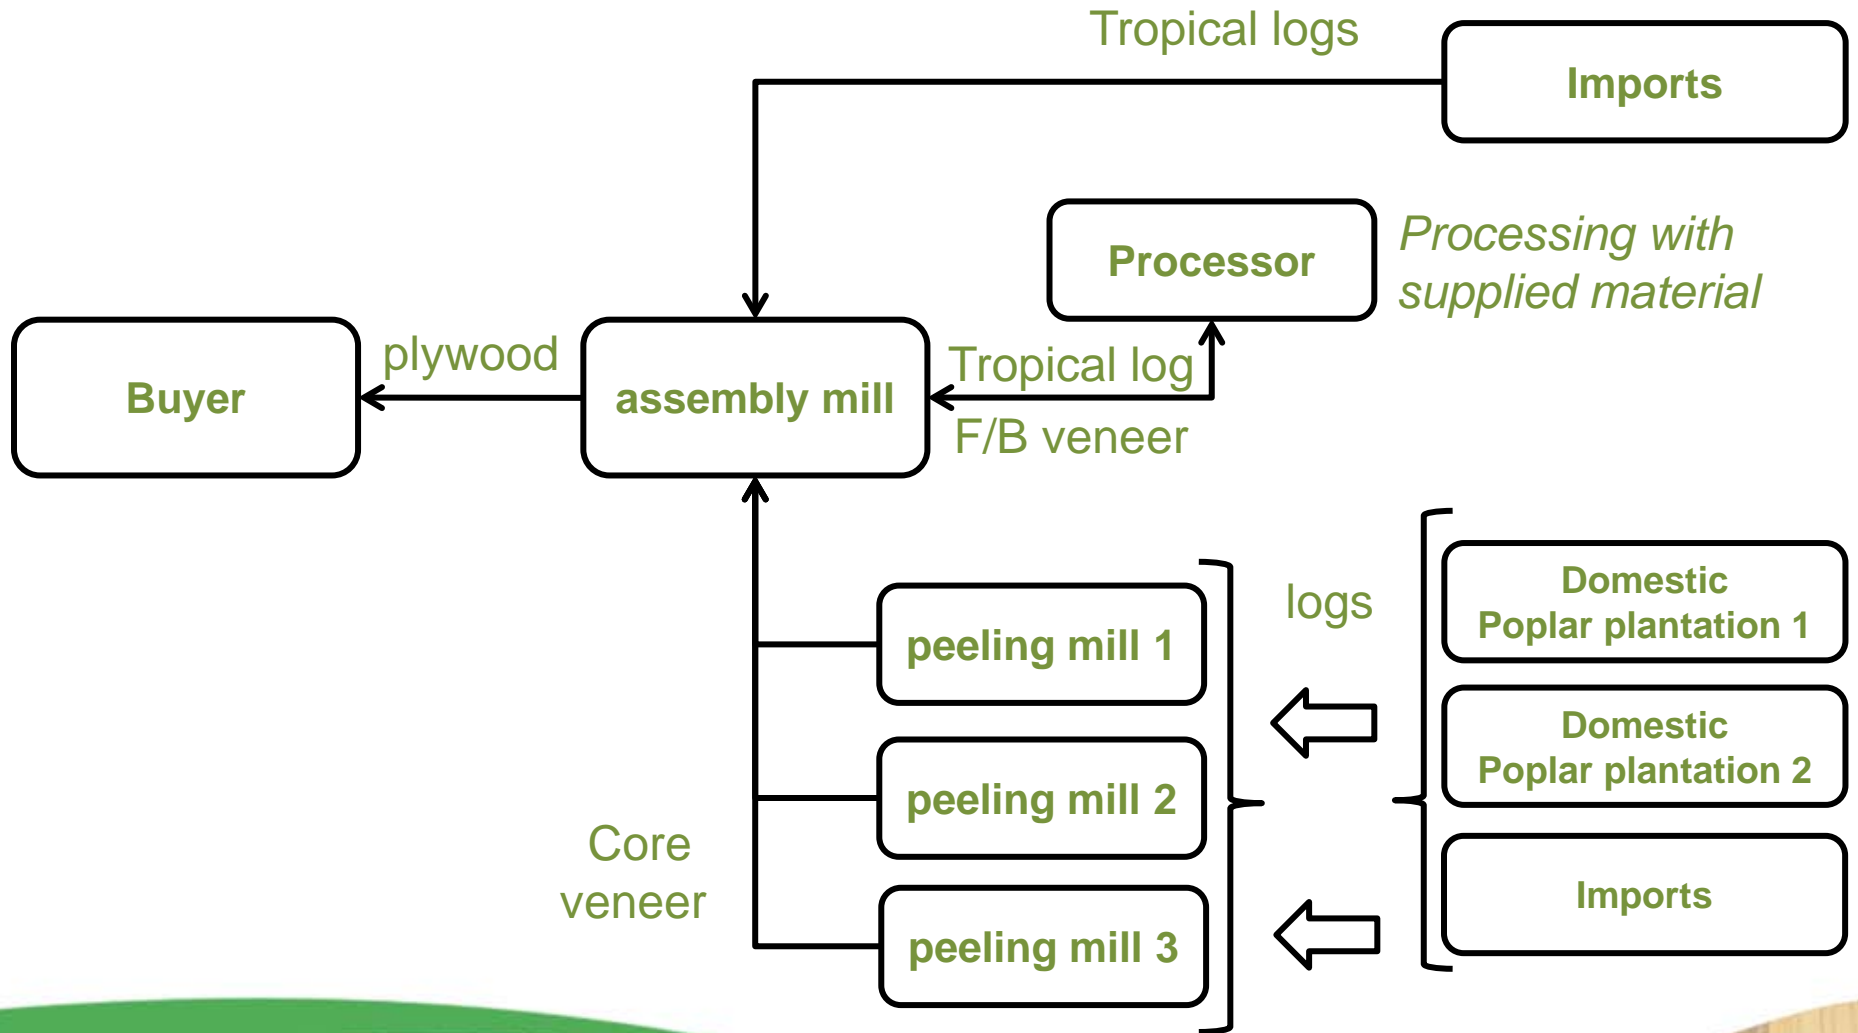 Tropical logs
Imports
Processor
Processing with
supplied material
Buyer
plywood
assembly mill
Tropical log
F/B veneer
Core
veneer
peeling mill 1
peeling mill 2
peeling mill 3
logs
Domestic
Poplar plantation 1
Domestic
Poplar plantation 2
Imports